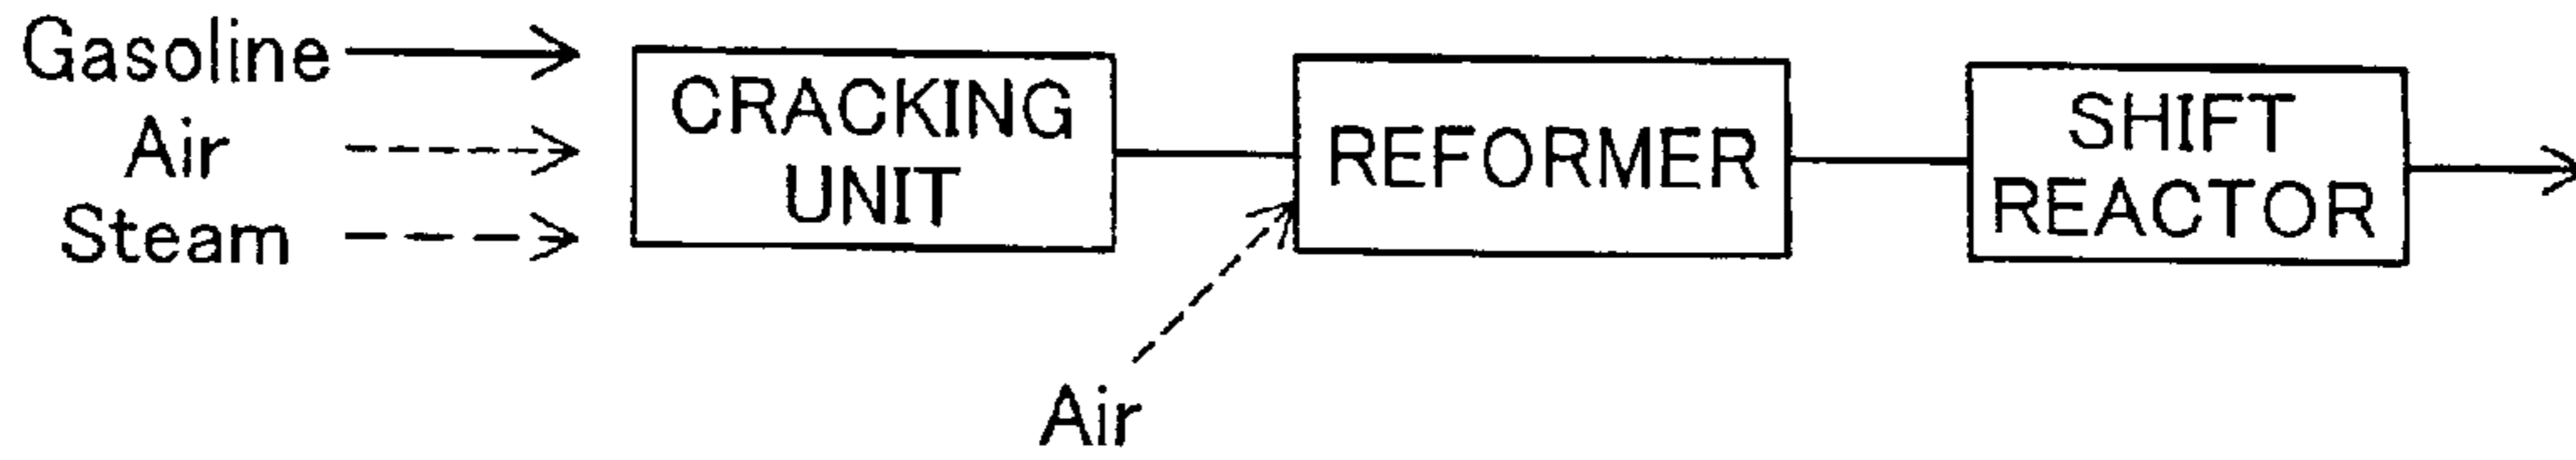 Gasoline
Air
Steam
CRACKING
UNIT
REFORMER
SHIFT
REACTOR
Air